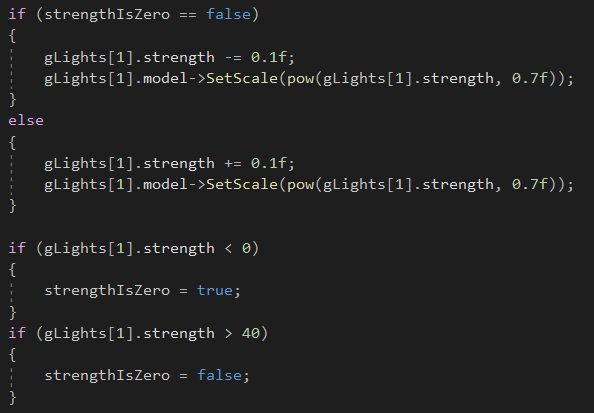 if (strengthIsZero == false)
{
    gLights[1].strength -= 0.1f;
    gLights[1].model->SetScale(pow(gLights[1].strength, 0.7f));
}
else
{
    gLights[1].strength += 0.1f;
    gLights[1].model->SetScale(pow(gLights[1].strength, 0.7f));
}

if (gLights[1].strength < 0)
{
    strengthIsZero = true;
}
if (gLights[1].strength > 40)
{
    strengthIsZero = false;
}